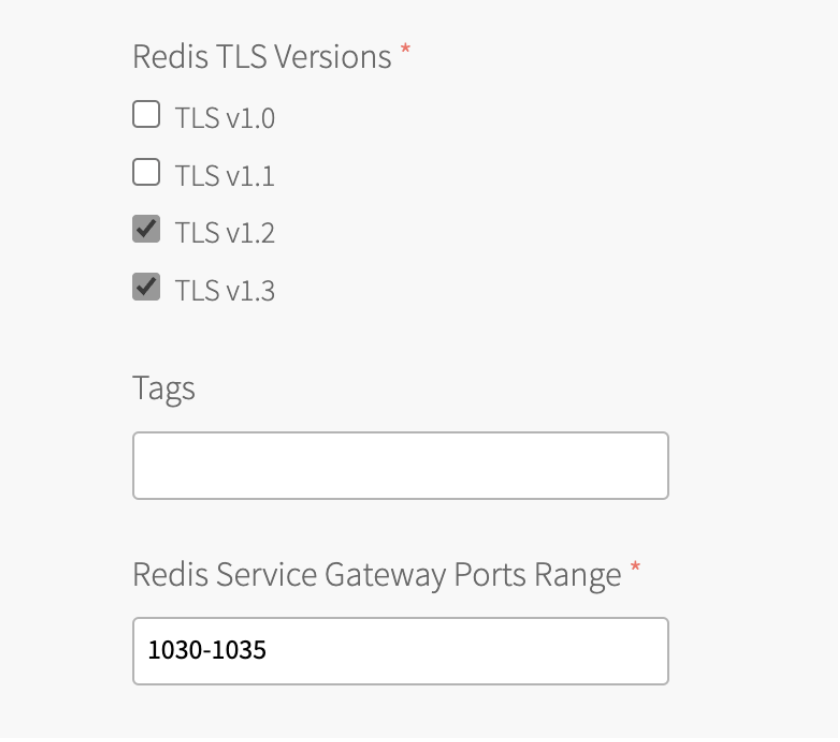 Redis TLS Versions *
TLS v1.0
TLS v1.1
TLS v1.2
TLS v1.3
Tags
Redis Service Gateway Ports Range *
1030-1035